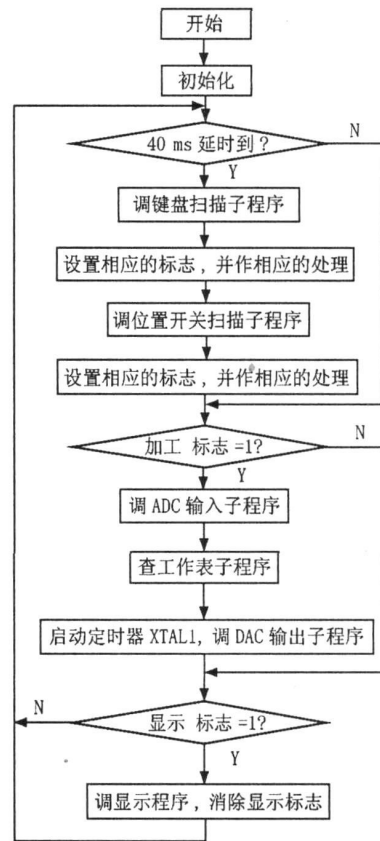 开始
初始化
40 ms 延时到?
N
Y
调键盘扫描子程序
设置相应的标志, 并作相应的处理
调位置开关扫描子程序
设置相应的标志, 并作相应的处理
加工 标志 =1?
N
Y
调 ADC 输入子程序
查工作表子程序
启动定时器 XTAL1, 调 DAC 输出子程序
N
显示 标志 =1?
Y
调显示程序, 消除显示标志